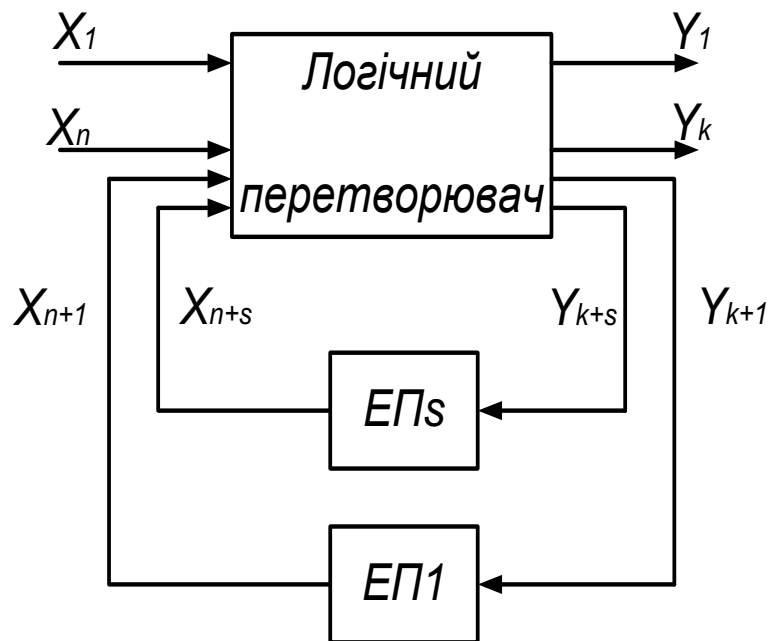 X1
Логічний
Y1
Xn
Yk
перетворювач
Xn+1
Xn+s
Yk+s
Yk+1
ЕПs
ЕП1